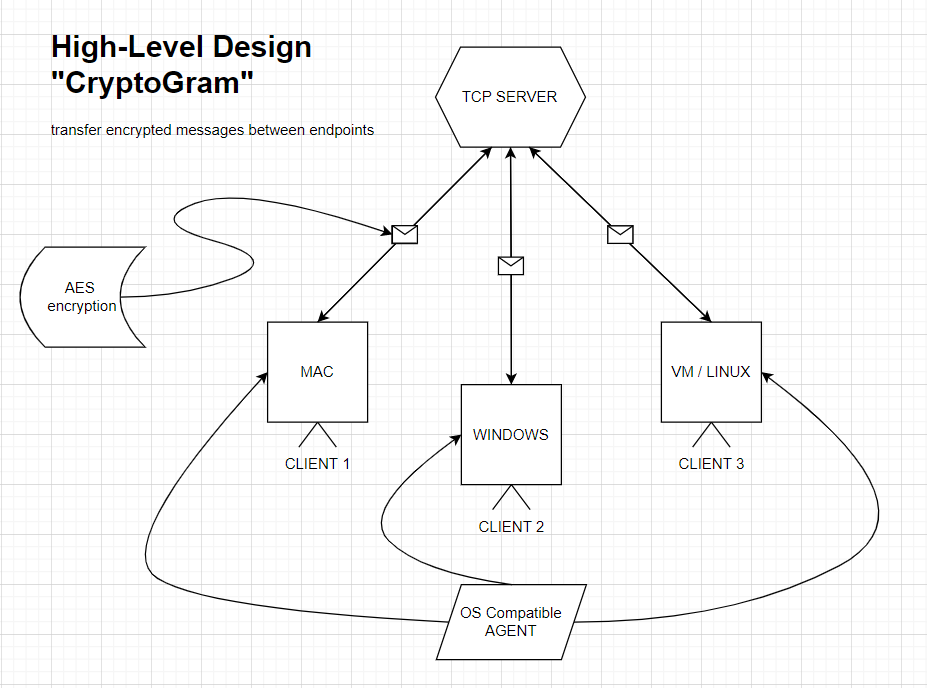 High-Level Design
"CryptoGram"
transfer encrypted messages between endpoints
TCP SERVER
AES
encryption
MAC
VM / LINUX
WINDOWS
CLIENT 1
CLIENT 3
CLIENT 2
OS Compatible
AGENT